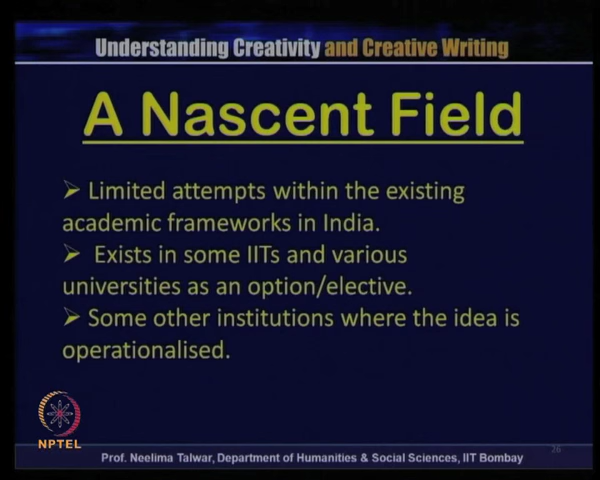 Understanding Creativity and Creative Writing
A Nascent Field
➢ Limited attempts within the existing
academic frameworks in India.
➢ Exists in some IITs and various
universities as an option/elective.
➢ Some other institutions where the idea is
operationalised.
NPTEL
26
Prof. Neelima Talwar, Department of Humanities & Social Sciences, IIT Bombay